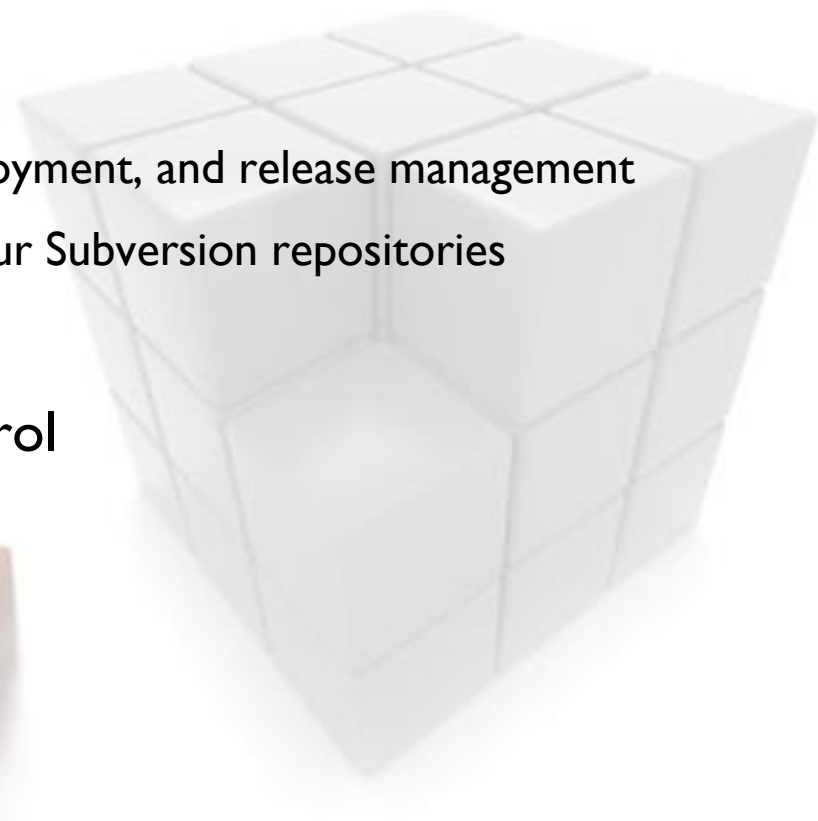 oyment, and release management
ur Subversion repositories
rol